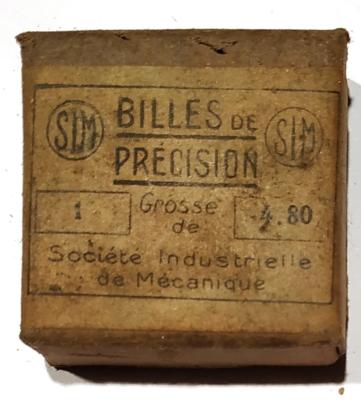 SIM BILLES DE SIM
PRÉCISION
1 Grosse 4.80
de
Société Industrielle
de Mécanique